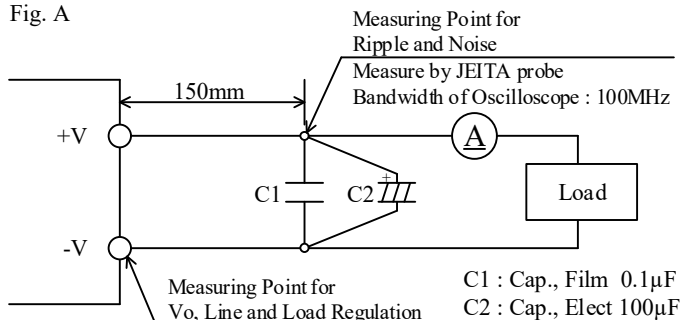 Fig. A
Measuring Point for
Ripple and Noise
Measure by JEITA probe
Bandwidth of Oscilloscope : 100MHz
150mm
+V
A
C1
+
C2
Load
-V
Measuring Point for
Vo, Line and Load Regulation
C1 : Cap., Film 0.1µF
C2 : Cap., Elect 100µF